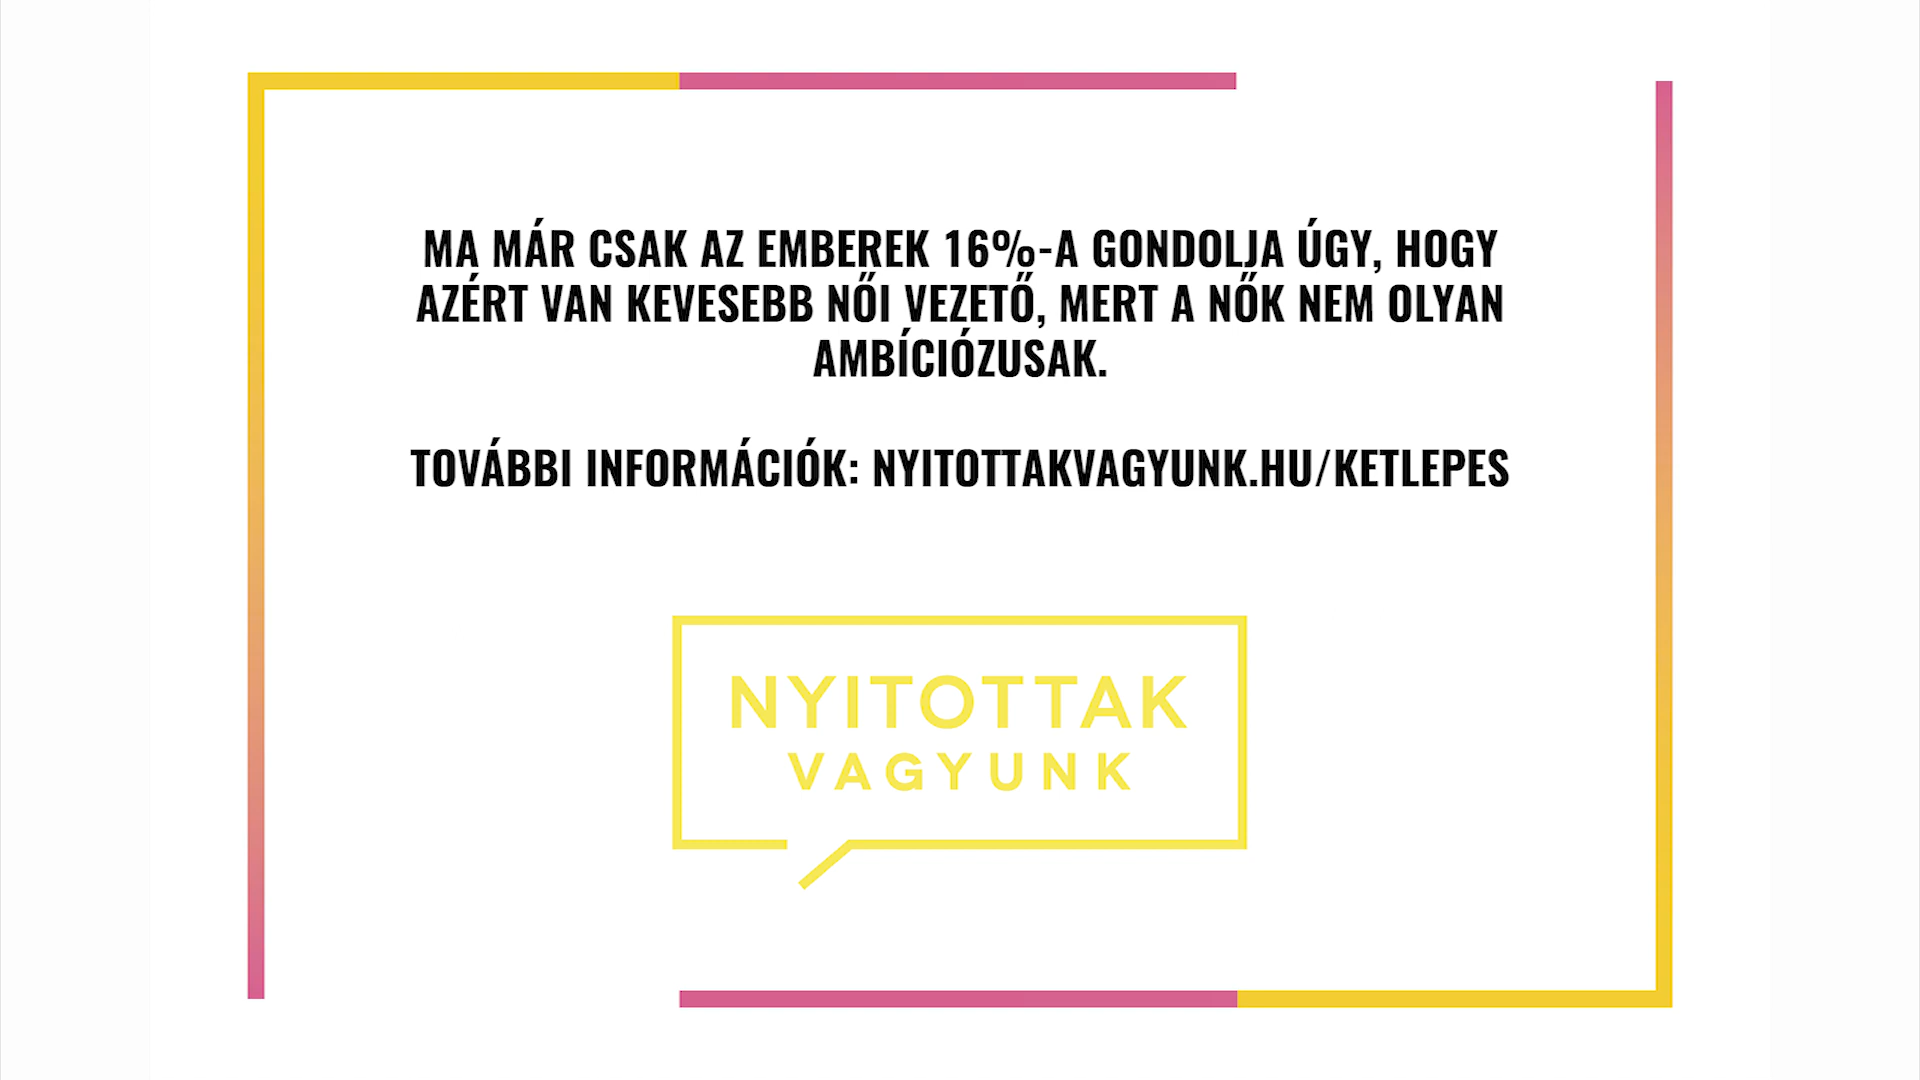 MA MÁR CSAK AZ EMBEREK 16%-A GONDOLJA ÚGY, HOGY
AZÉRT VAN KEVESEBB NŐI VEZETŐ, MERT A NŐK NEM OLYAN
AMBÍCIÓZUSAK.
TOVÁBBI INFORMÁCIÓK: NYITOTTAKVAGYUNK.HU/KETLEPES
NYITOTTAK
VAGYUNK